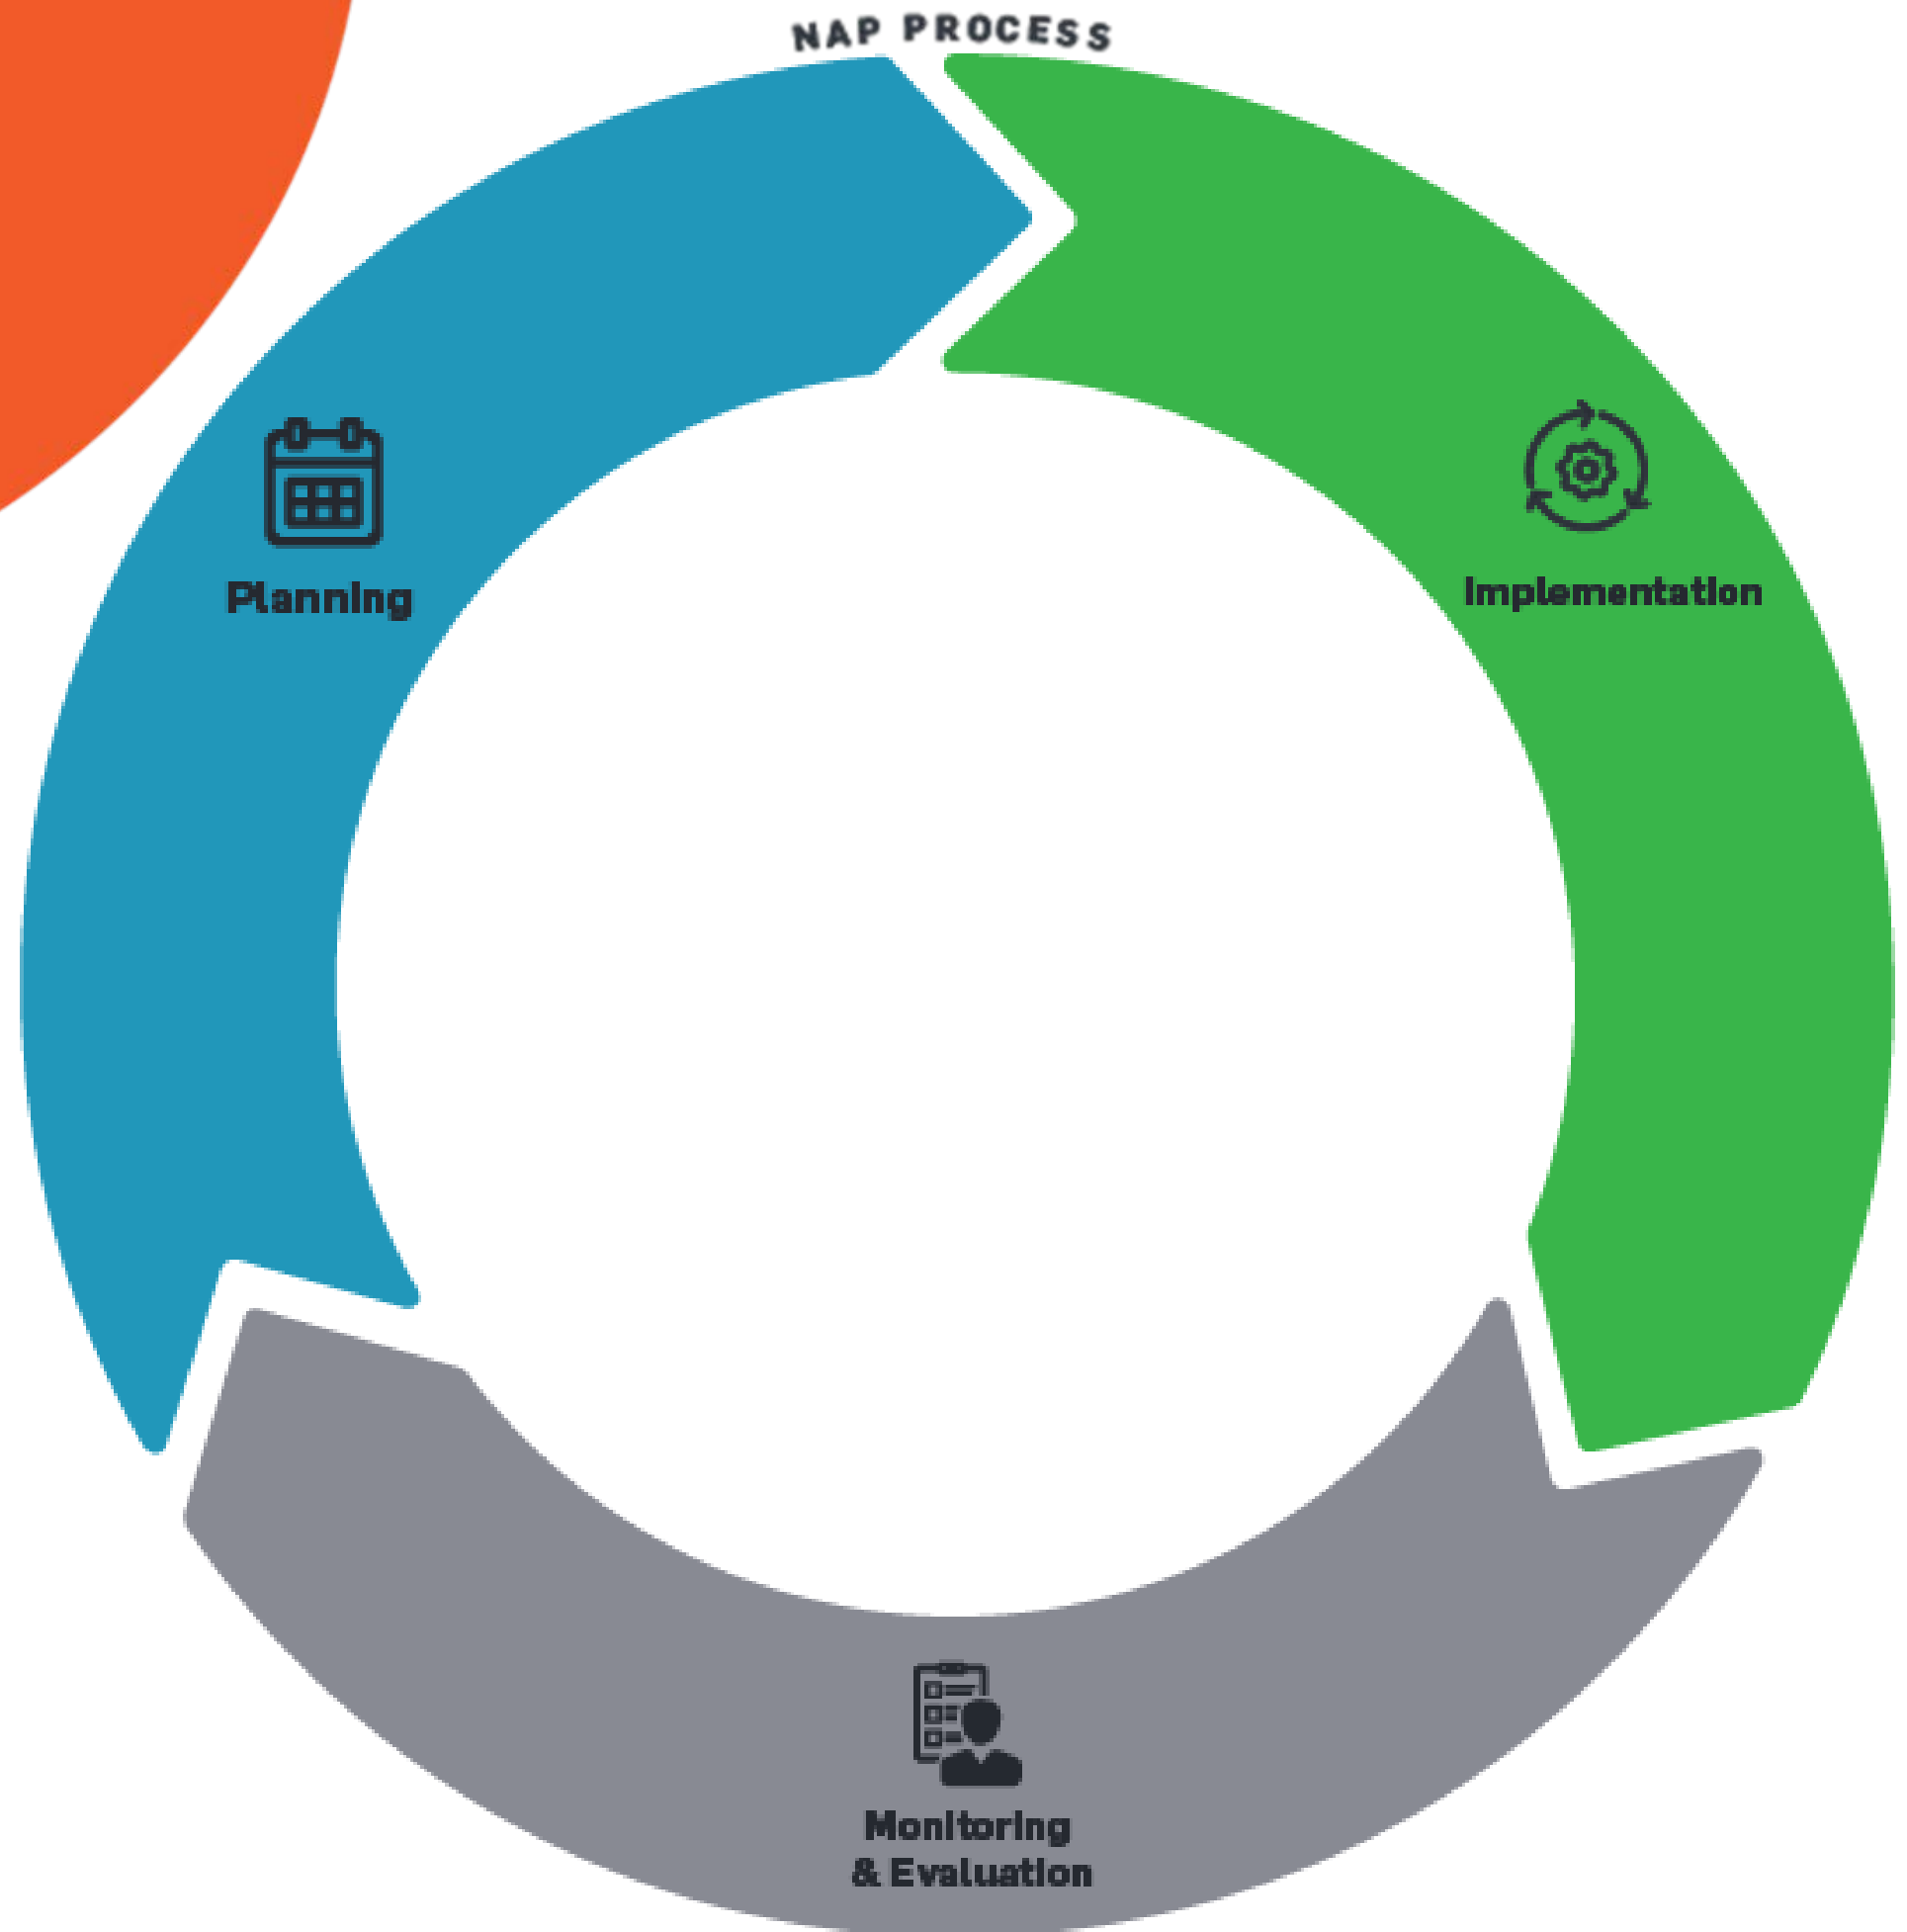 NAP PROCESS
Planning
Implementation
Monitoring
& Evaluation